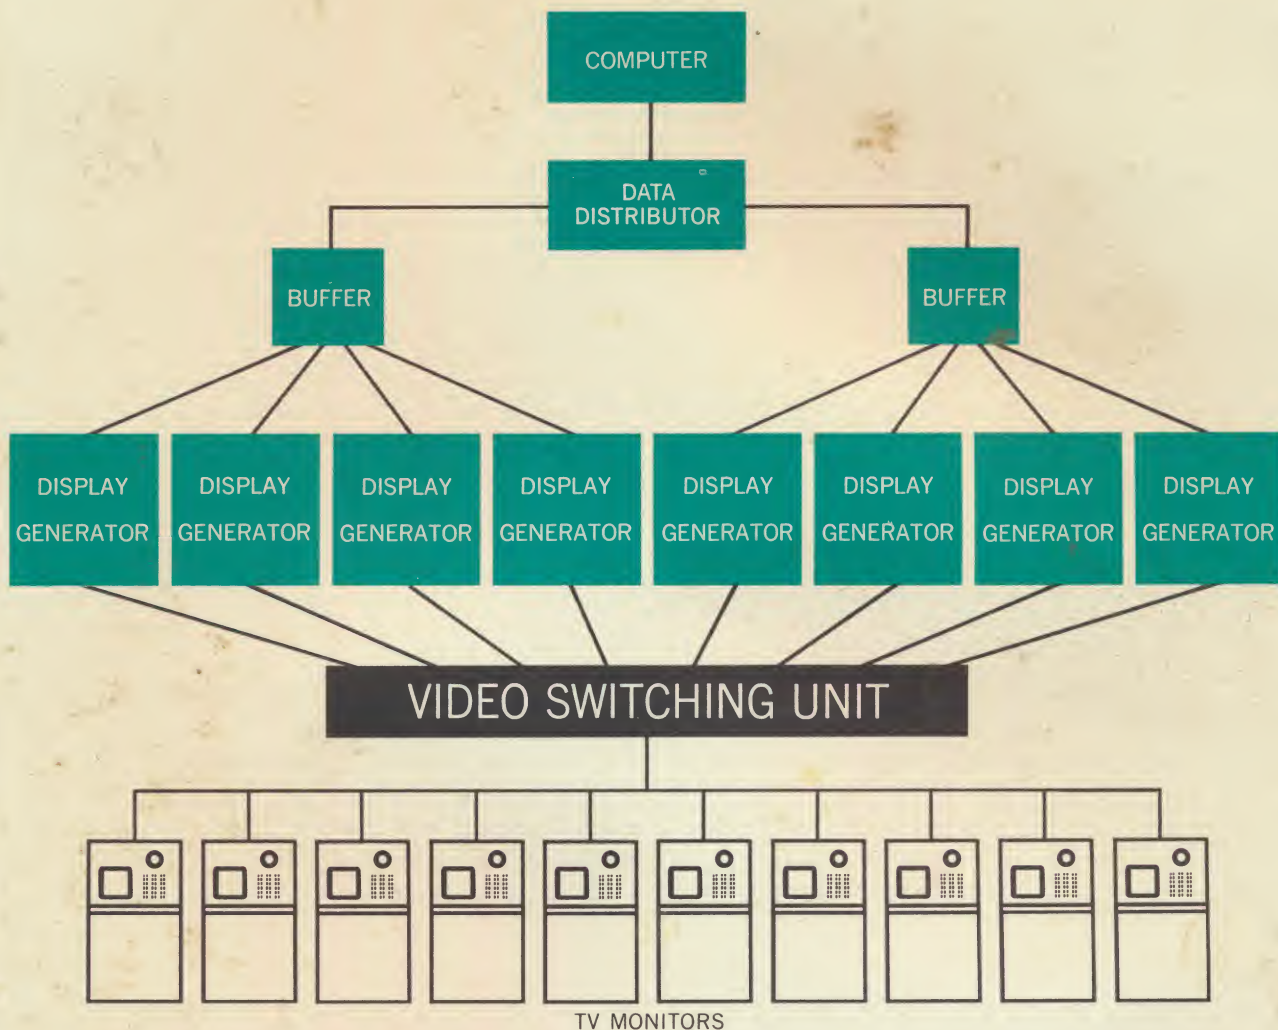 COMPUTER
DATA
DISTRIBUTOR
BUFFER
BUFFER
DISPLAY
GENERATOR
DISPLAY
GENERATOR
DISPLAY
GENERATOR
DISPLAY
GENERATOR
DISPLAY
GENERATOR
DISPLAY
GENERATOR
DISPLAY
GENERATOR
DISPLAY
GENERATOR
VIDEO SWITCHING UNIT
TV MONITORS